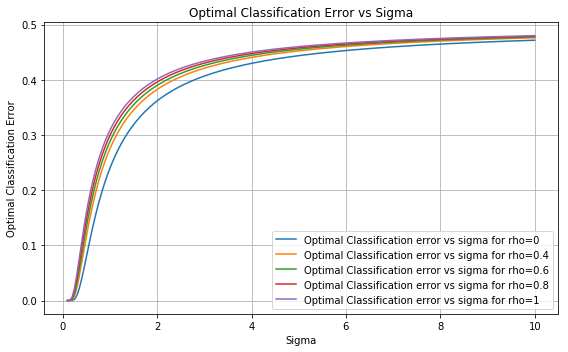 Optimal Classification Error vs Sigma
0.5
0.4
0.3
0.2
0.1
0.0
Optimal Classification Error
Optimal Classification error vs sigma for rho=0
Optimal Classification error vs sigma for rho=0.4
Optimal Classification error vs sigma for rho=0.6
Optimal Classification error vs sigma for rho=0.8
Optimal Classification error vs sigma for rho=1
0 2 4 6 8 10
Sigma